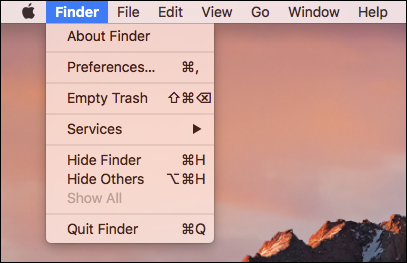 Finder File Edit View Go Window Help
About Finder
Preferences... ⌘,
Empty Trash ⇧⌘⌫
Services ▶
Hide Finder ⌘H
Hide Others ⌥⌘H
Show All
Quit Finder ⌘Q